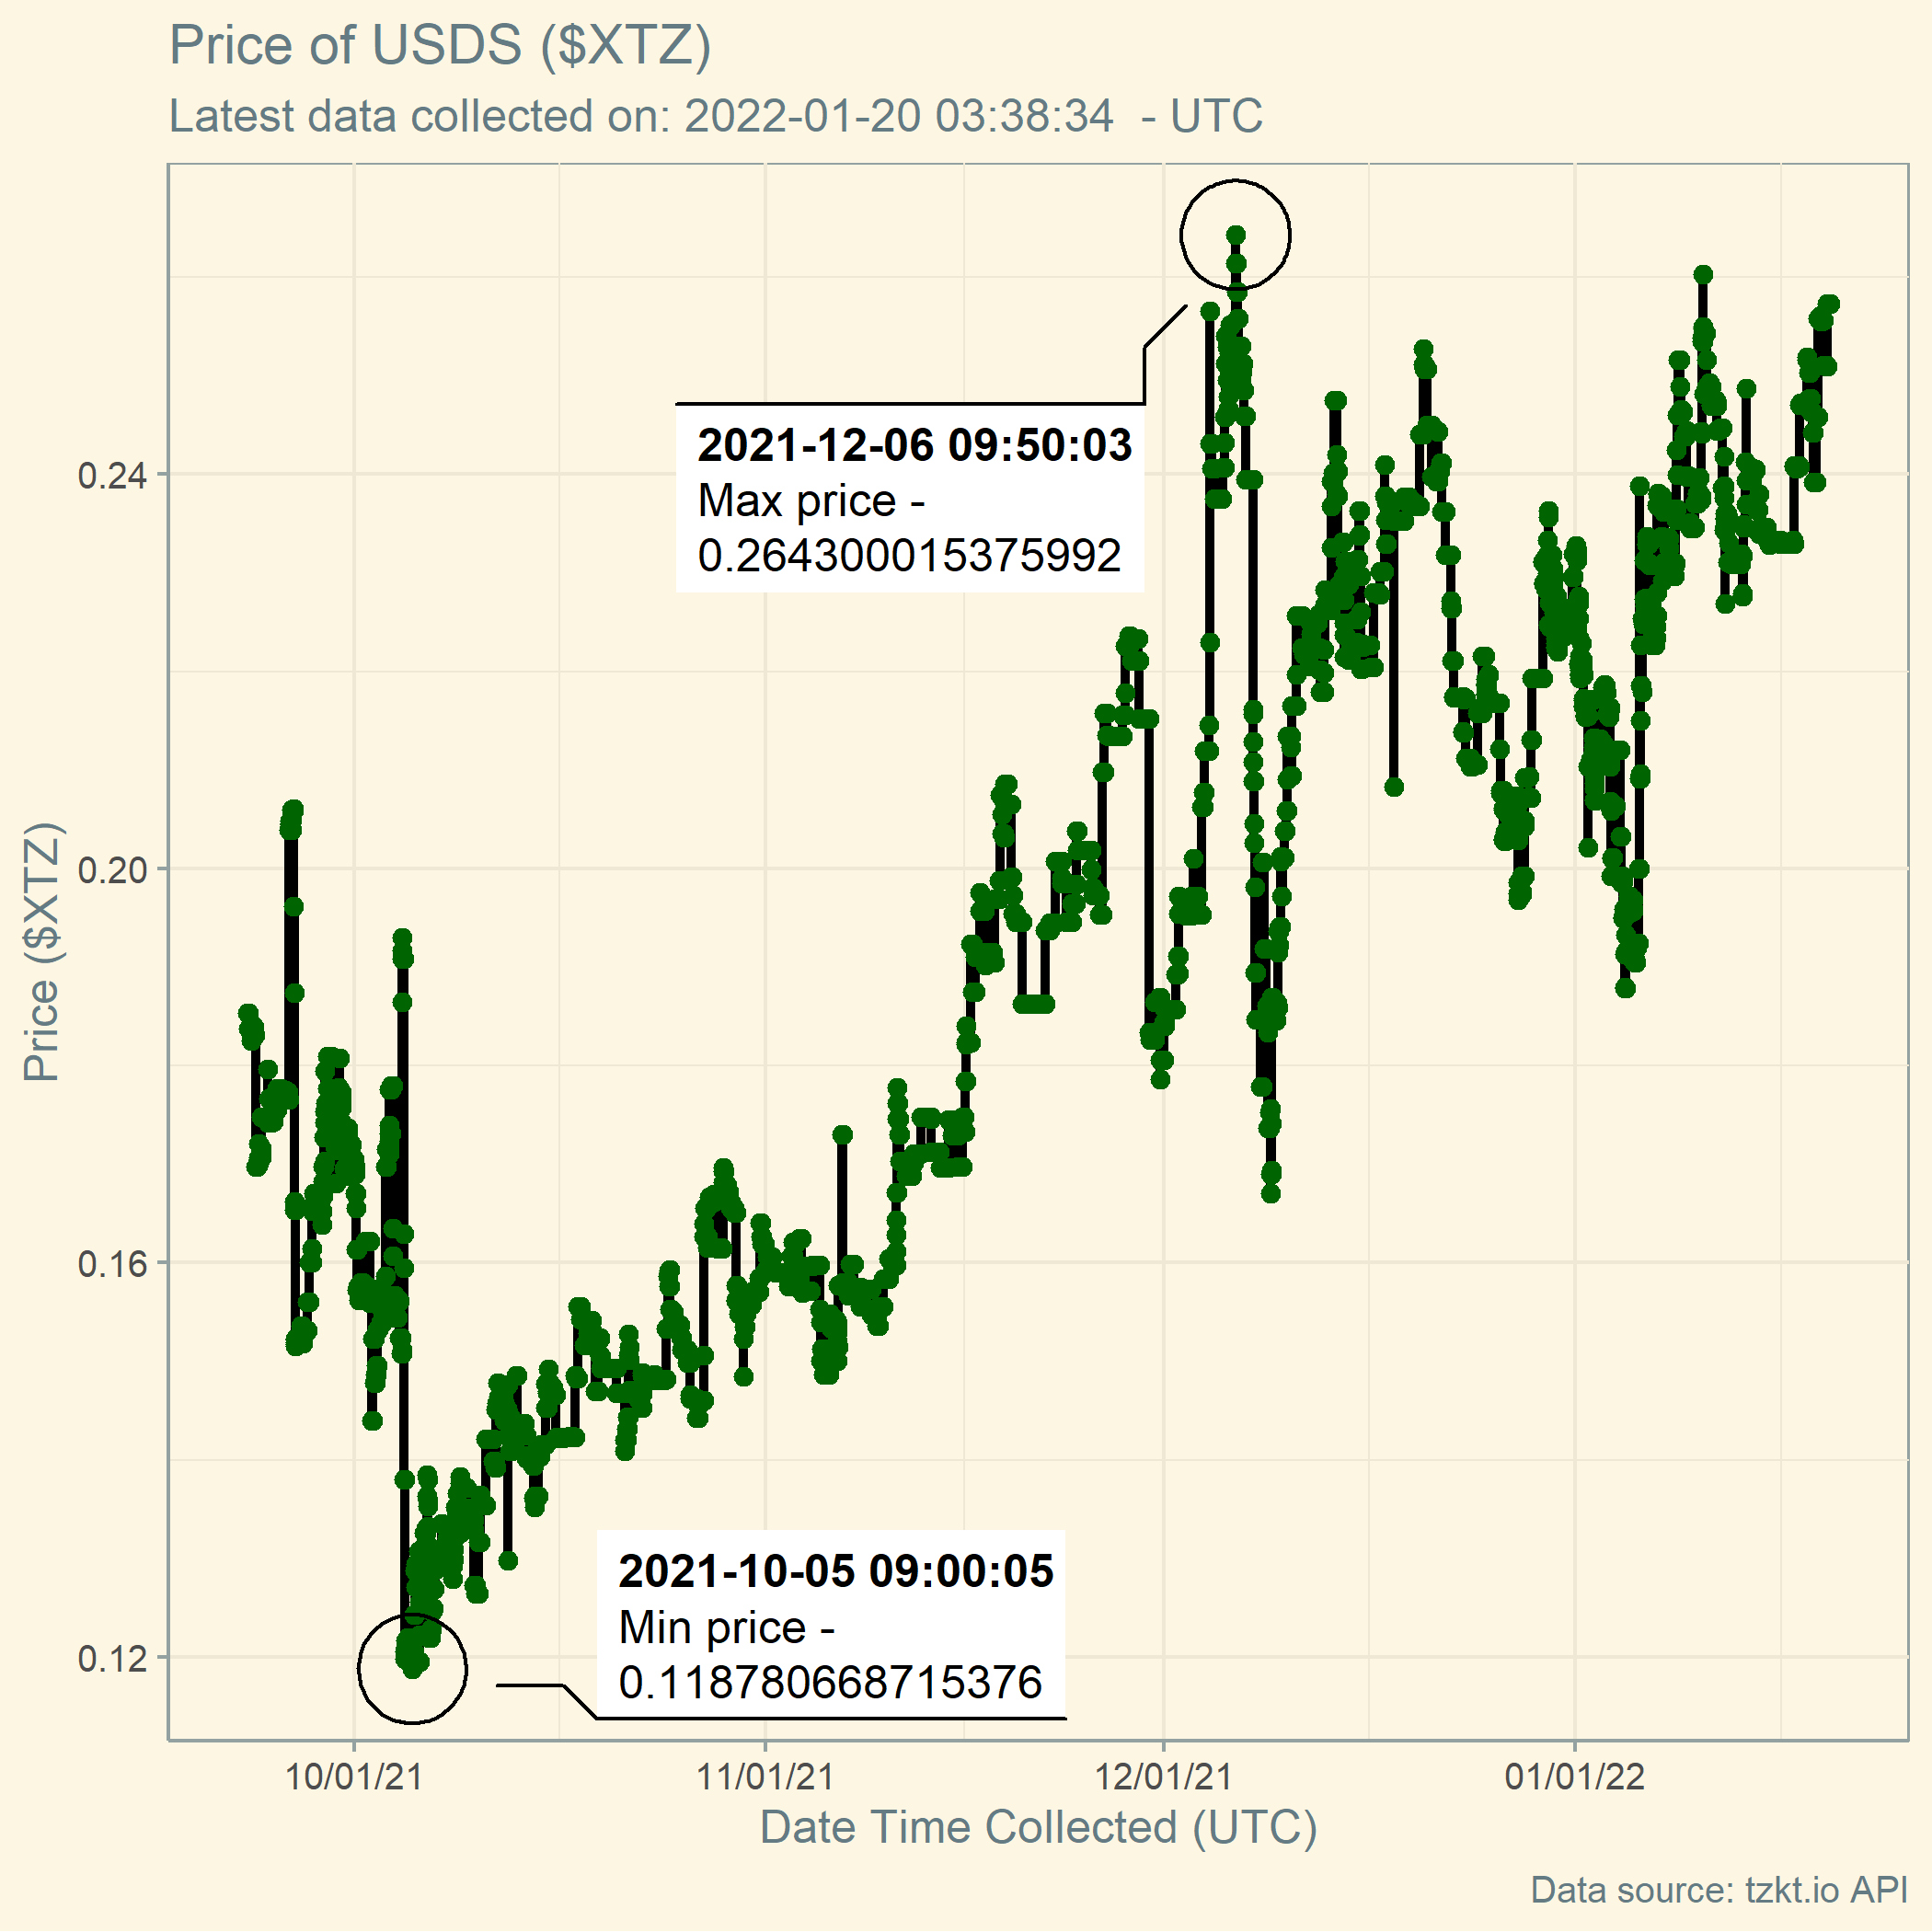 Price of USDS ($XTZ)
Latest data collected on: 2022-01-20 03:38:34  - UTC
2021-12-06 09:50:03
Max price -
0.264300015375992
0.24
0.20
0.16
0.12
Price ($XTZ)
2021-10-05 09:00:05
Min price -
0.118780668715376
10/01/21
11/01/21
12/01/21
01/01/22
Date Time Collected (UTC)
Data source: tzkt.io API